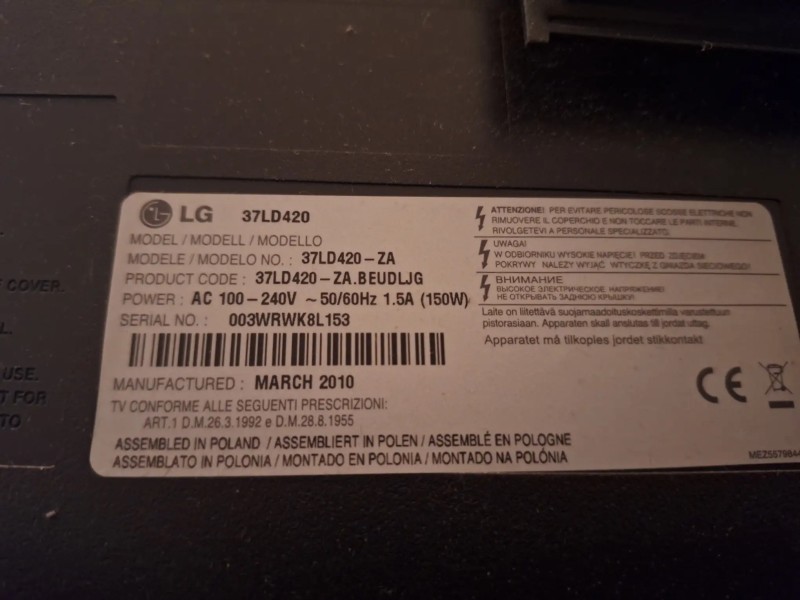 LG 37LD420
MODEL / MODELL / MODELLO
MODELE / MODELO NO. : 37LD420-ZA
PRODUCT CODE : 37LD420-ZA.BEUDLJG
POWER : AC 100-240V ~50/60Hz 1.5A (150W)
SERIAL NO. : 003WRWK8L153
MANUFACTURED : MARCH 2010
TV CONFORME ALLE SEGUENTI PRESCRIZIONI:
ART.1 D.M.26.3.1992 e D.M.28.8.1955
ASSEMBLED IN POLAND / ASSEMBLIERT IN POLEN / ASSEMBLÉ EN POLOGNE
ASSEMBLATO IN POLONIA / MONTADO EN POLONIA / MONTADO NA POLÓNIA
ATTENZIONE: PER EVITARE PERICOLOSE SCOSSE ELETTRICHE NON
RIMUOVERE IL COPERCHIO E NON TOCCARE LE PARTI INTERNE.
RIVOLGETEVI A PERSONALE SPECIALIZZATO.
UWAGA!
W ODBIORNIKU WYSOKIE NAPIĘCIE! PRZED ZDJĘCIEM
POKRYWY NALEŻY WYJĄĆ WTYCZKĘ Z GNIAZDA SIECIOWEGO!
ВНИМАНИЕ
ВЫСОКОЕ ЭЛЕКТРИЧЕСКОЕ НАПРЯЖЕНИЕ!
НЕ ОТКРЫВАТЬ ЗАДНЮЮ КРЫШКУ!
Laite on liitettävä suojamaadoituskoskettimilla varustettuun
pistorasiaan. Apparaten skall anslutas till jordat uttag.
Apparatet må tilkoples jordet stikkontakt
CE
COVER.
USE.
FOR
TO